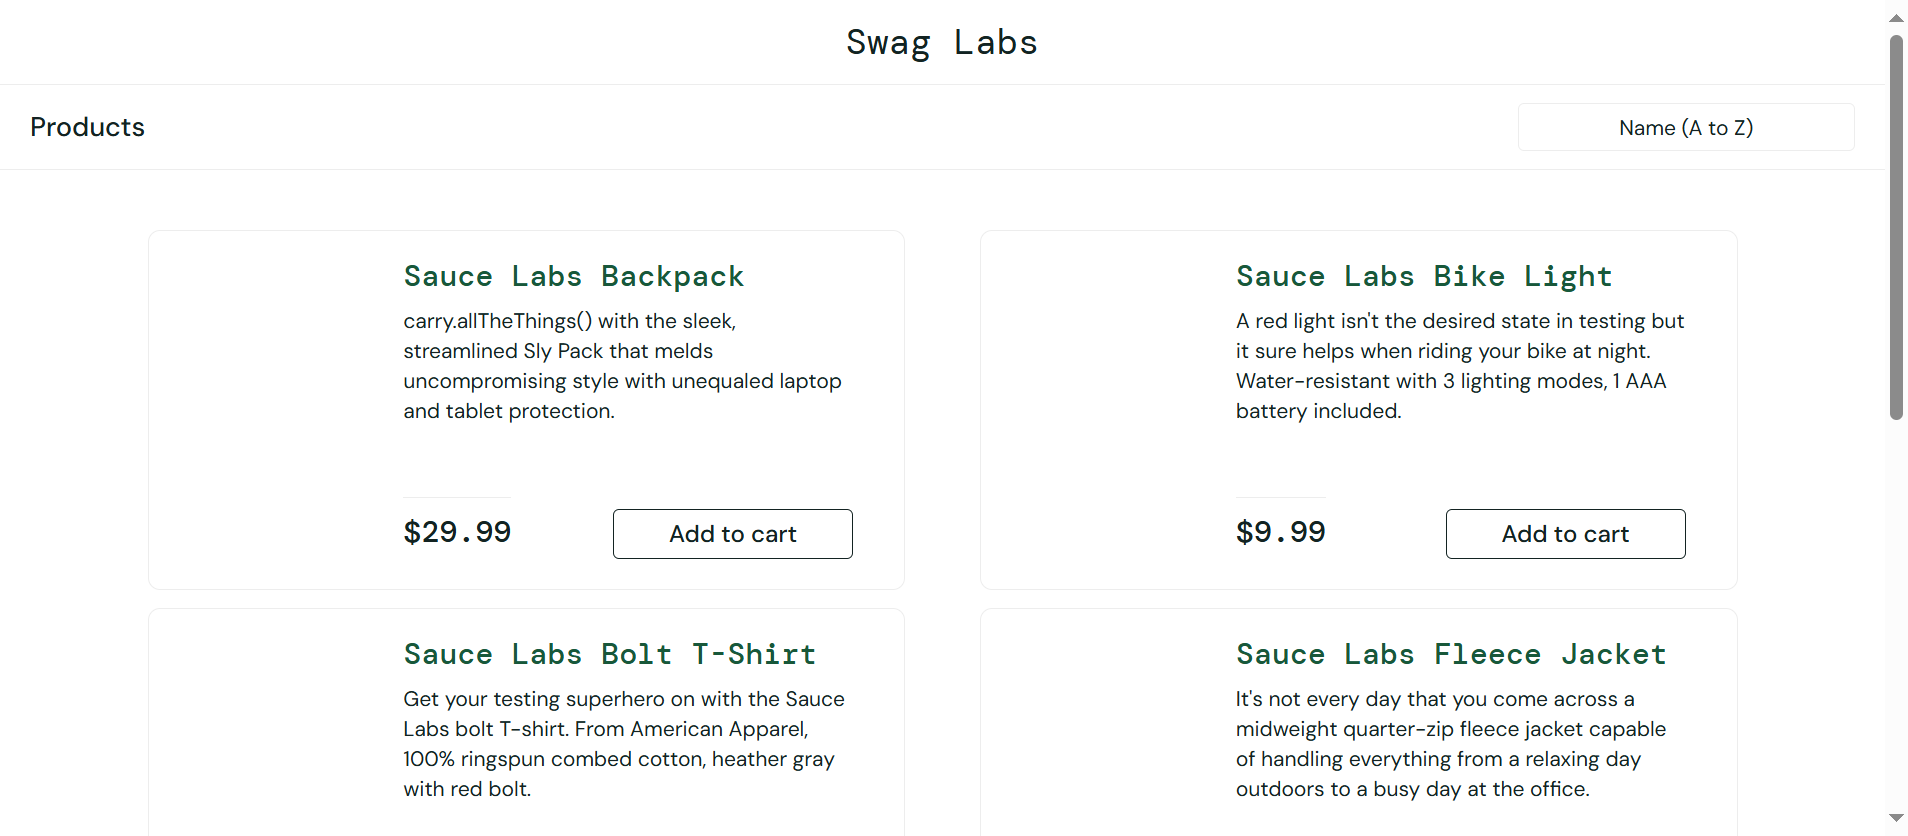 Swag Labs
Products
Name (A to Z)
Sauce Labs Backpack
carry.allTheThings() with the sleek,
streamlined Sly Pack that melds
uncompromising style with unequaled laptop
and tablet protection.
$29.99
Add to cart
Sauce Labs Bike Light
A red light isn't the desired state in testing but
it sure helps when riding your bike at night.
Water-resistant with 3 lighting modes, 1 AAA
battery included.
$9.99
Add to cart
Sauce Labs Bolt T-Shirt
Get your testing superhero on with the Sauce
Labs bolt T-shirt. From American Apparel,
100% ringspun combed cotton, heather gray
with red bolt.
Sauce Labs Fleece Jacket
It's not every day that you come across a
midweight quarter-zip fleece jacket capable
of handling everything from a relaxing day
outdoors to a busy day at the office.